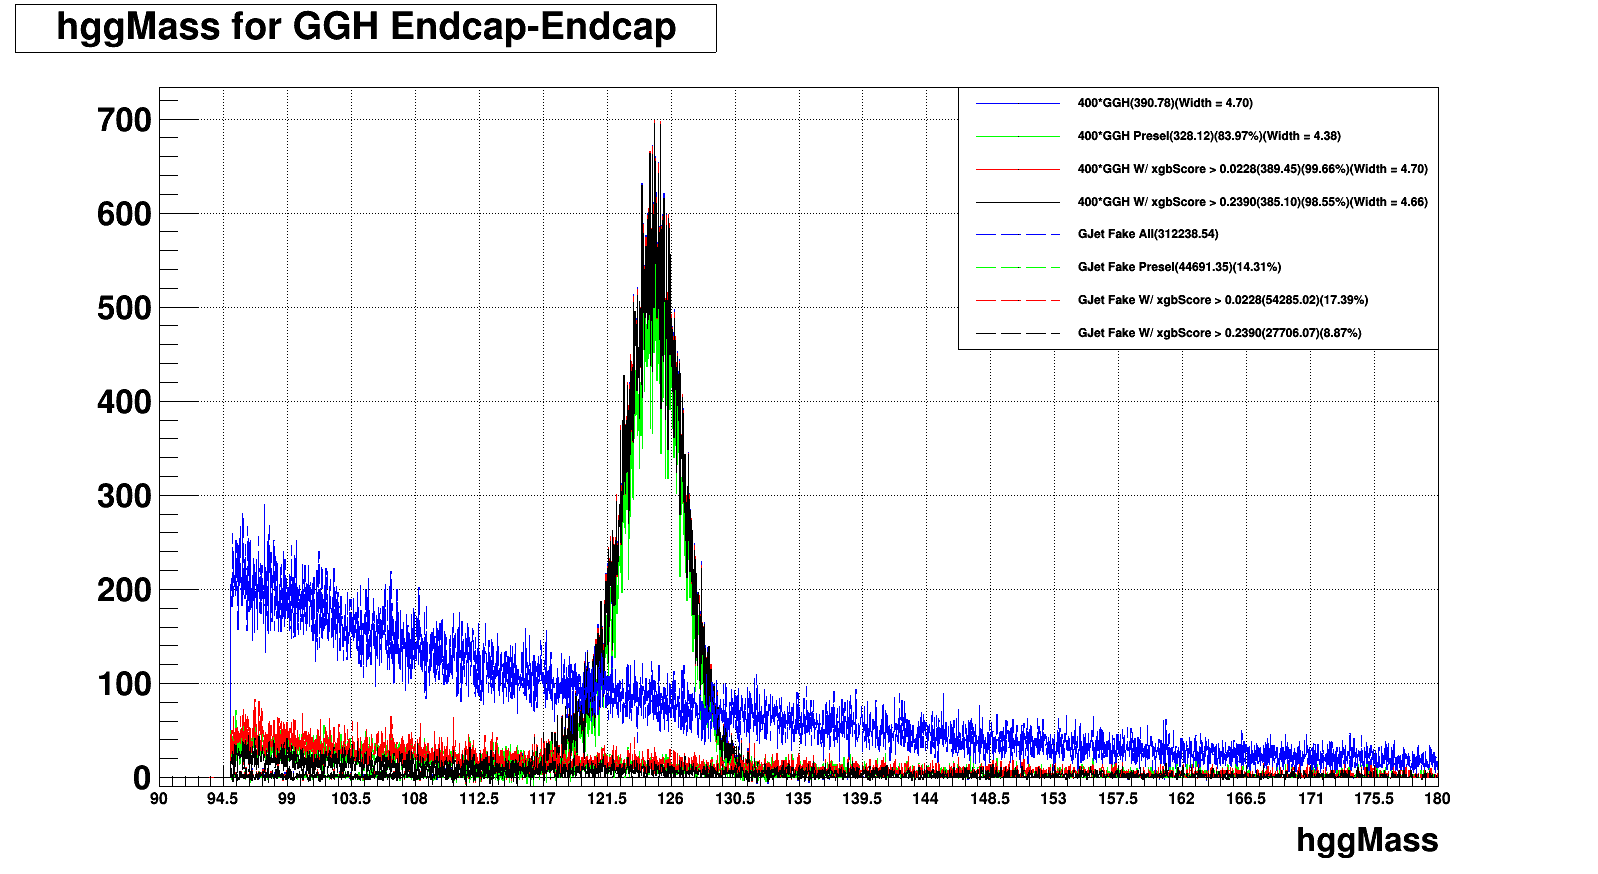 hggMass for GGH Endcap-Endcap
400*GGH(390.78)(Width = 4.70)
400*GGH Presel(328.12)(83.97%)(Width = 4.38)
400*GGH W/ xgbScore > 0.0228(389.45)(99.66%)(Width = 4.70)
400*GGH W/ xgbScore > 0.2390(385.10)(98.55%)(Width = 4.66)
GJet Fake All(312238.54)
GJet Fake Presel(44691.35)(14.31%)
GJet Fake W/ xgbScore > 0.0228(54285.02)(17.39%)
GJet Fake W/ xgbScore > 0.2390(27706.07)(8.87%)
700
600
500
400
300
200
100
0
90 94.5 99 103.5 108 112.5 117 121.5 126 130.5 135 139.5 144 148.5 153 157.5 162 166.5 171 175.5 180
hggMass